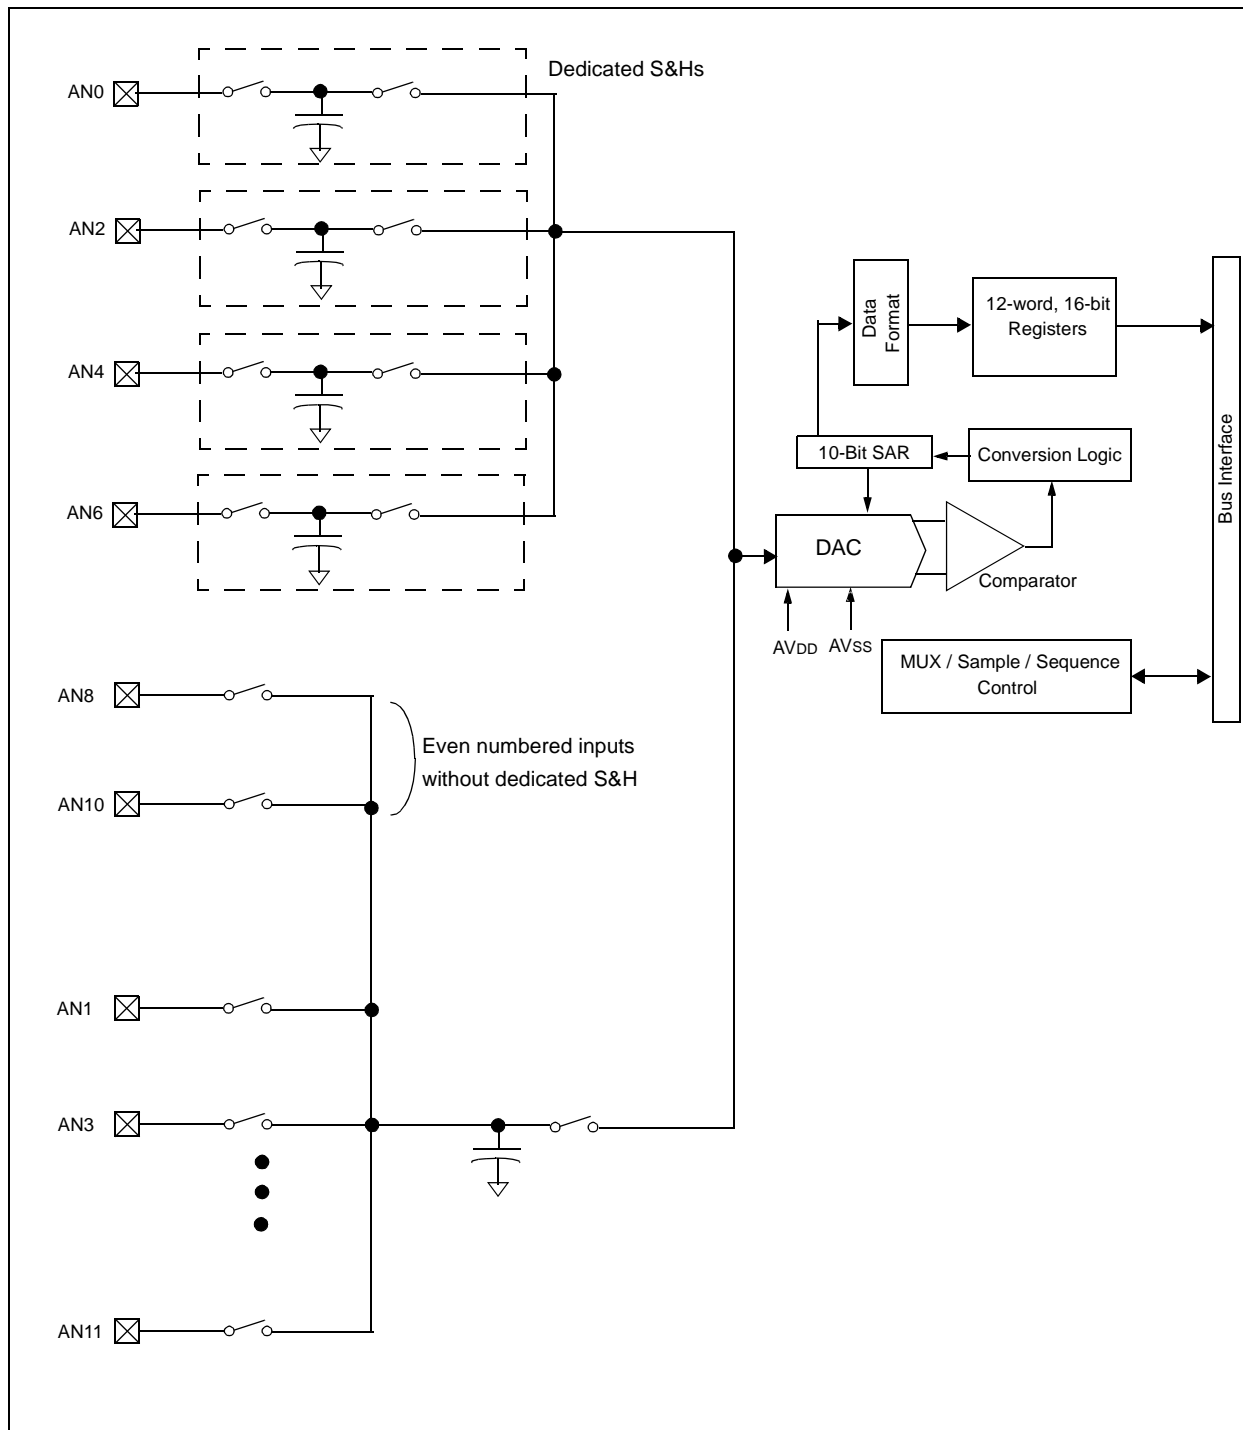 Dedicated S&Hs
AN0
AN2
AN4
AN6
Data
Format
12-word, 16-bit
Registers
Bus Interface
10-Bit SAR
Conversion Logic
DAC
Comparator
AVDD
AVSS
MUX / Sample / Sequence
Control
AN8
Even numbered inputs
without dedicated S&H
AN10
AN1
AN3
AN11